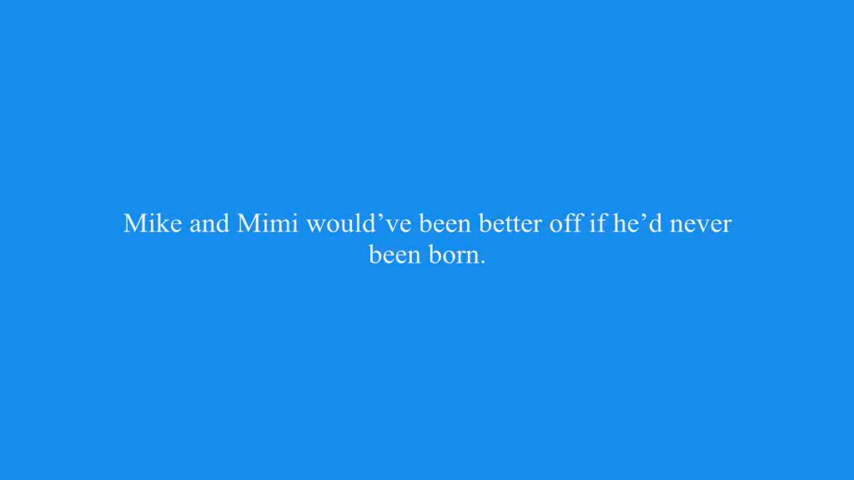 Mike and Mimi would’ve been better off if he’d never
been born.